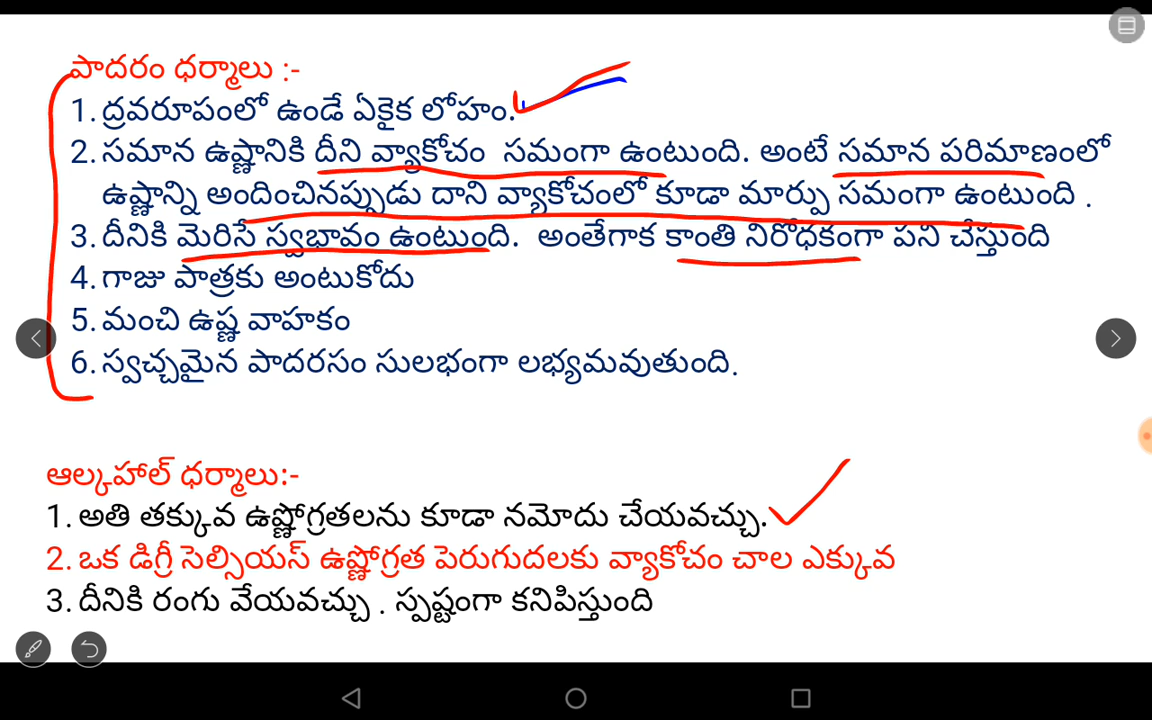 పాదరం ధర్మాలు :-
1. ద్రవరూపంలో ఉండే ఏకైక లోహం.
2. సమాన ఉష్ణానికి దీని వ్యాకోచం సమంగా ఉంటుంది. అంటే సమాన పరిమాణంలో
ఉష్ణాన్ని అందించినప్పుడు దాని వ్యాకోచంలో కూడా మార్పు సమంగా ఉంటుంది .
3. దీనికి మెరిసే స్వభావం ఉంటుంది. అంతేగాక కాంతి నిరోధకంగా పని చేస్తుంది
4. గాజు పాత్రకు అంటుకోదు
5. మంచి ఉష్ణ వాహకం
6. స్వచ్చమైన పాదరసం సులభంగా లభ్యమవుతుంది.
ఆల్కహాల్ ధర్మాలు:-
1. అతి తక్కువ ఉష్ణోగ్రతలను కూడా నమోదు చేయవచ్చు.
2. ఒక డిగ్రీ సెల్సియస్ ఉష్ణోగ్రత పెరుగుదలకు వ్యాకోచం చాల ఎక్కువ
3. దీనికి రంగు వేయవచ్చు . స్పష్టంగా కనిపిస్తుంది